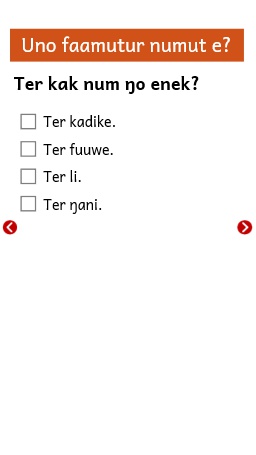 Uno faamutur numut e?
Ter kak num ŋo enek?
Ter kadike.
Ter fuuwe.
Ter li.
Ter ŋani.